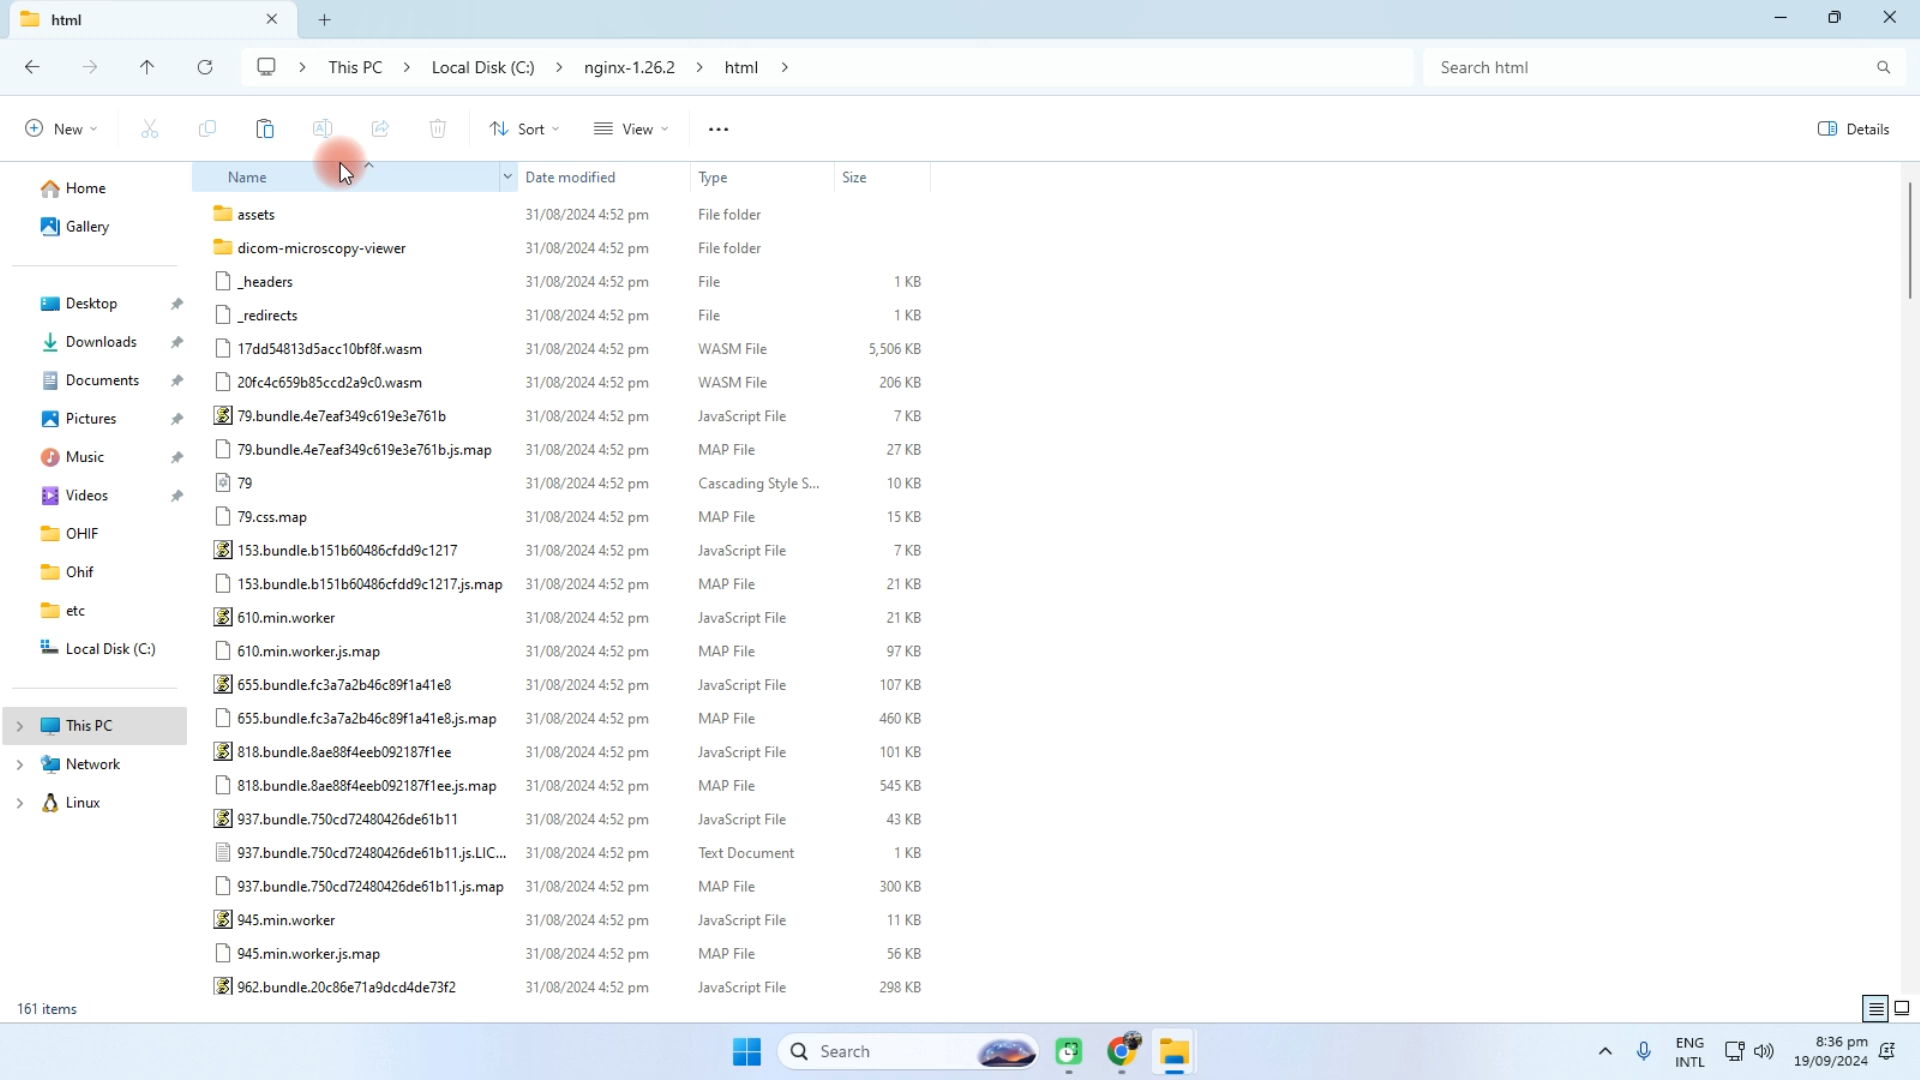 html
This PC > Local Disk (C:) > nginx-1.26.2 > html >
Search html
New
Sort
View
Details
Home
Gallery
Desktop
Downloads
Documents
Pictures
Music
Videos
OHIF
Ohif
etc
Local Disk (C:)
This PC
Network
Linux
Name Date modified Type Size
assets 31/08/2024 4:52 pm File folder
dicom-microscopy-viewer 31/08/2024 4:52 pm File folder
_headers 31/08/2024 4:52 pm File 1 KB
_redirects 31/08/2024 4:52 pm File 1 KB
17dd54813d5acc10bf8f.wasm 31/08/2024 4:52 pm WASM File 5,506 KB
20fc4c659b85ccd2a9c0.wasm 31/08/2024 4:52 pm WASM File 206 KB
79.bundle.4e7eaf349c619e3e761b 31/08/2024 4:52 pm JavaScript File 7 KB
79.bundle.4e7eaf349c619e3e761b.js.map 31/08/2024 4:52 pm MAP File 27 KB
79 31/08/2024 4:52 pm Cascading Style S... 10 KB
79.css.map 31/08/2024 4:52 pm MAP File 15 KB
153.bundle.b151b60486cfdd9c1217 31/08/2024 4:52 pm JavaScript File 7 KB
153.bundle.b151b60486cfdd9c1217.js.map 31/08/2024 4:52 pm MAP File 21 KB
610.min.worker 31/08/2024 4:52 pm JavaScript File 21 KB
610.min.worker.js.map 31/08/2024 4:52 pm MAP File 97 KB
655.bundle.fc3a7a2b46c89f1a41e8 31/08/2024 4:52 pm JavaScript File 107 KB
655.bundle.fc3a7a2b46c89f1a41e8.js.map 31/08/2024 4:52 pm MAP File 460 KB
818.bundle.8ae88f4eeb092187f1ee 31/08/2024 4:52 pm JavaScript File 101 KB
818.bundle.8ae88f4eeb092187f1ee.js.map 31/08/2024 4:52 pm MAP File 545 KB
937.bundle.750cd72480426de61b11 31/08/2024 4:52 pm JavaScript File 43 KB
937.bundle.750cd72480426de61b11.js.LIC... 31/08/2024 4:52 pm Text Document 1 KB
937.bundle.750cd72480426de61b11.js.map 31/08/2024 4:52 pm MAP File 300 KB
945.min.worker 31/08/2024 4:52 pm JavaScript File 11 KB
945.min.worker.js.map 31/08/2024 4:52 pm MAP File 56 KB
962.bundle.20c86e71a9dcd4de73f2 31/08/2024 4:52 pm JavaScript File 298 KB
161 items
Search
ENG
INTL
8:36 pm
19/09/2024